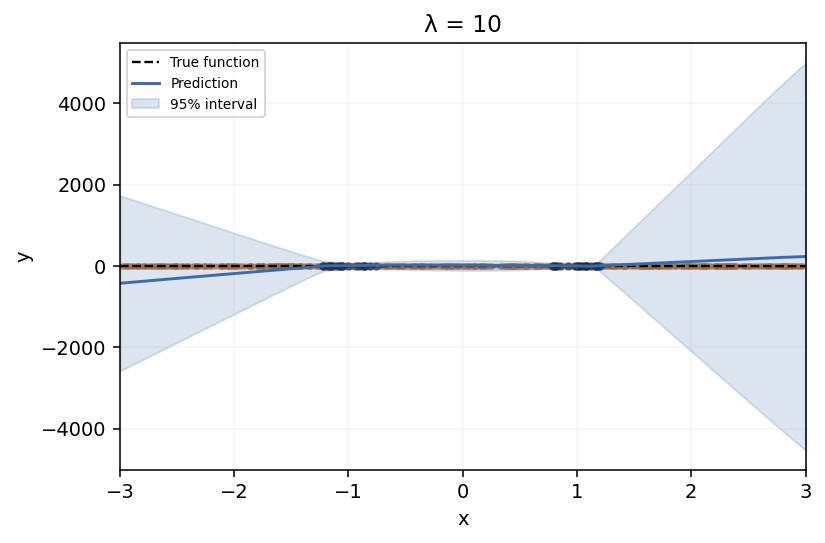 λ = 10
True function
Prediction
95% interval
4000
2000
0
−2000
−4000
y
−3
−2
−1
0
1
2
3
x